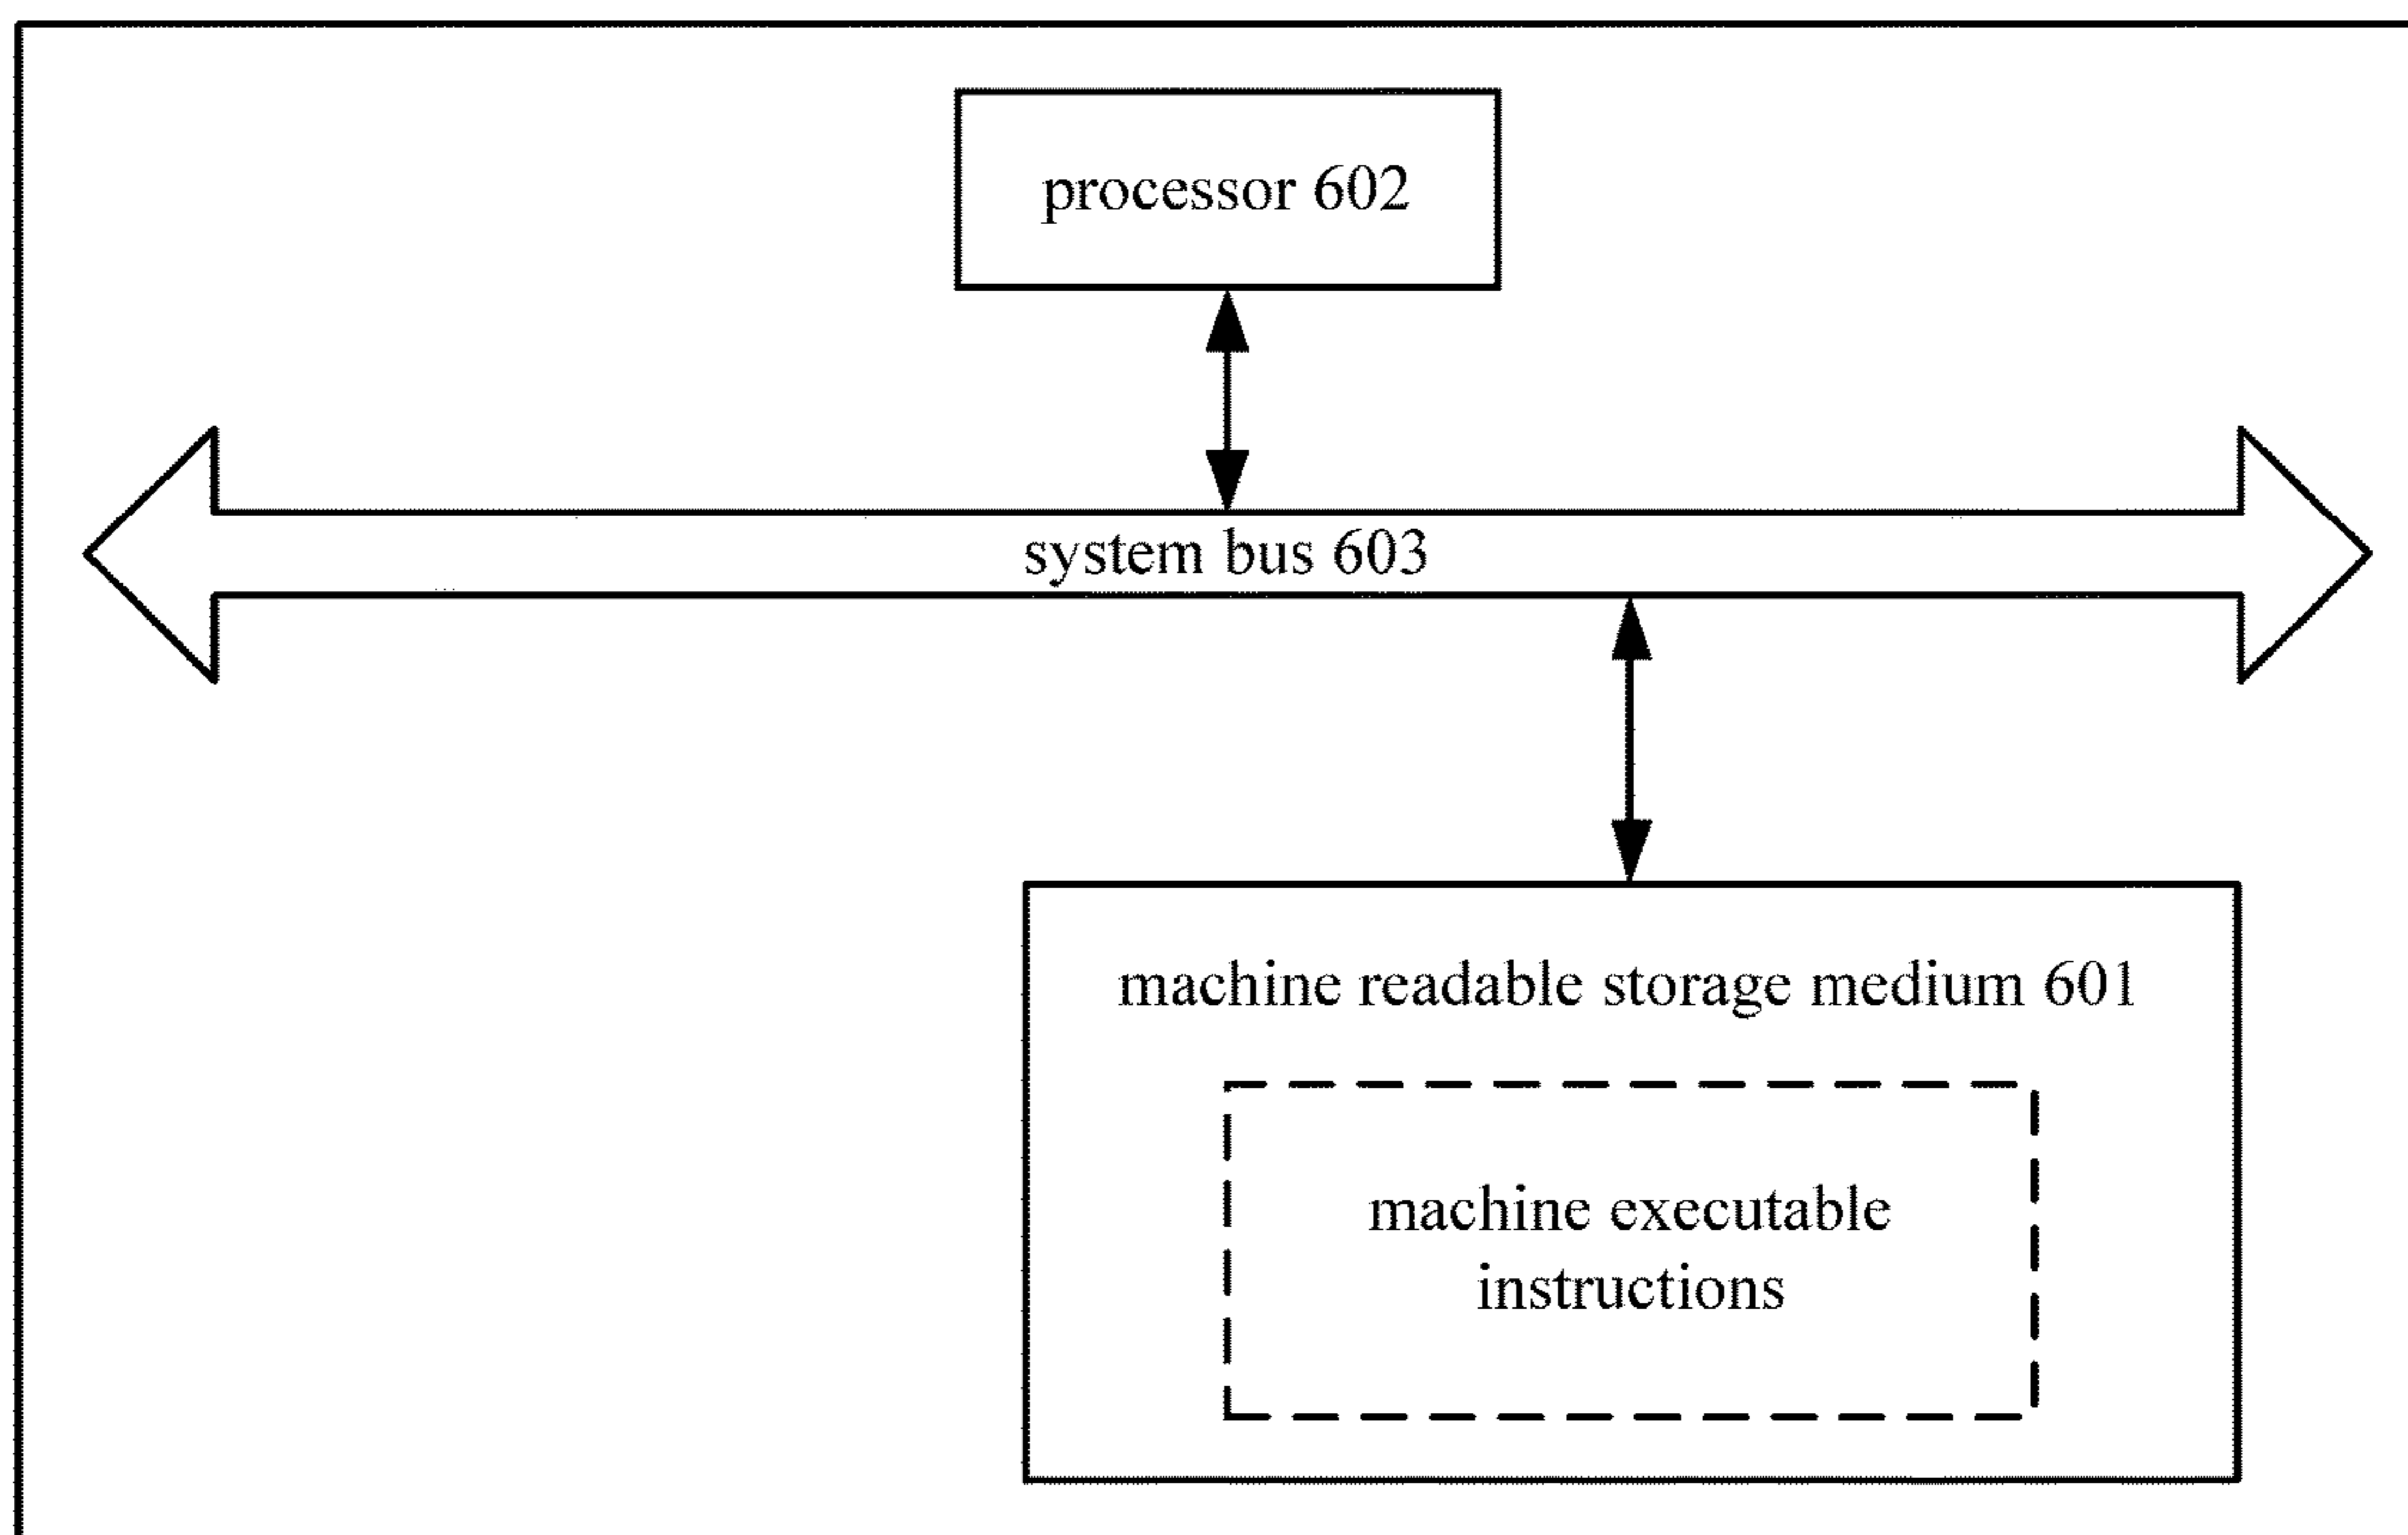 processor 602
system bus 603
machine readable storage medium 601
machine executable
instructions